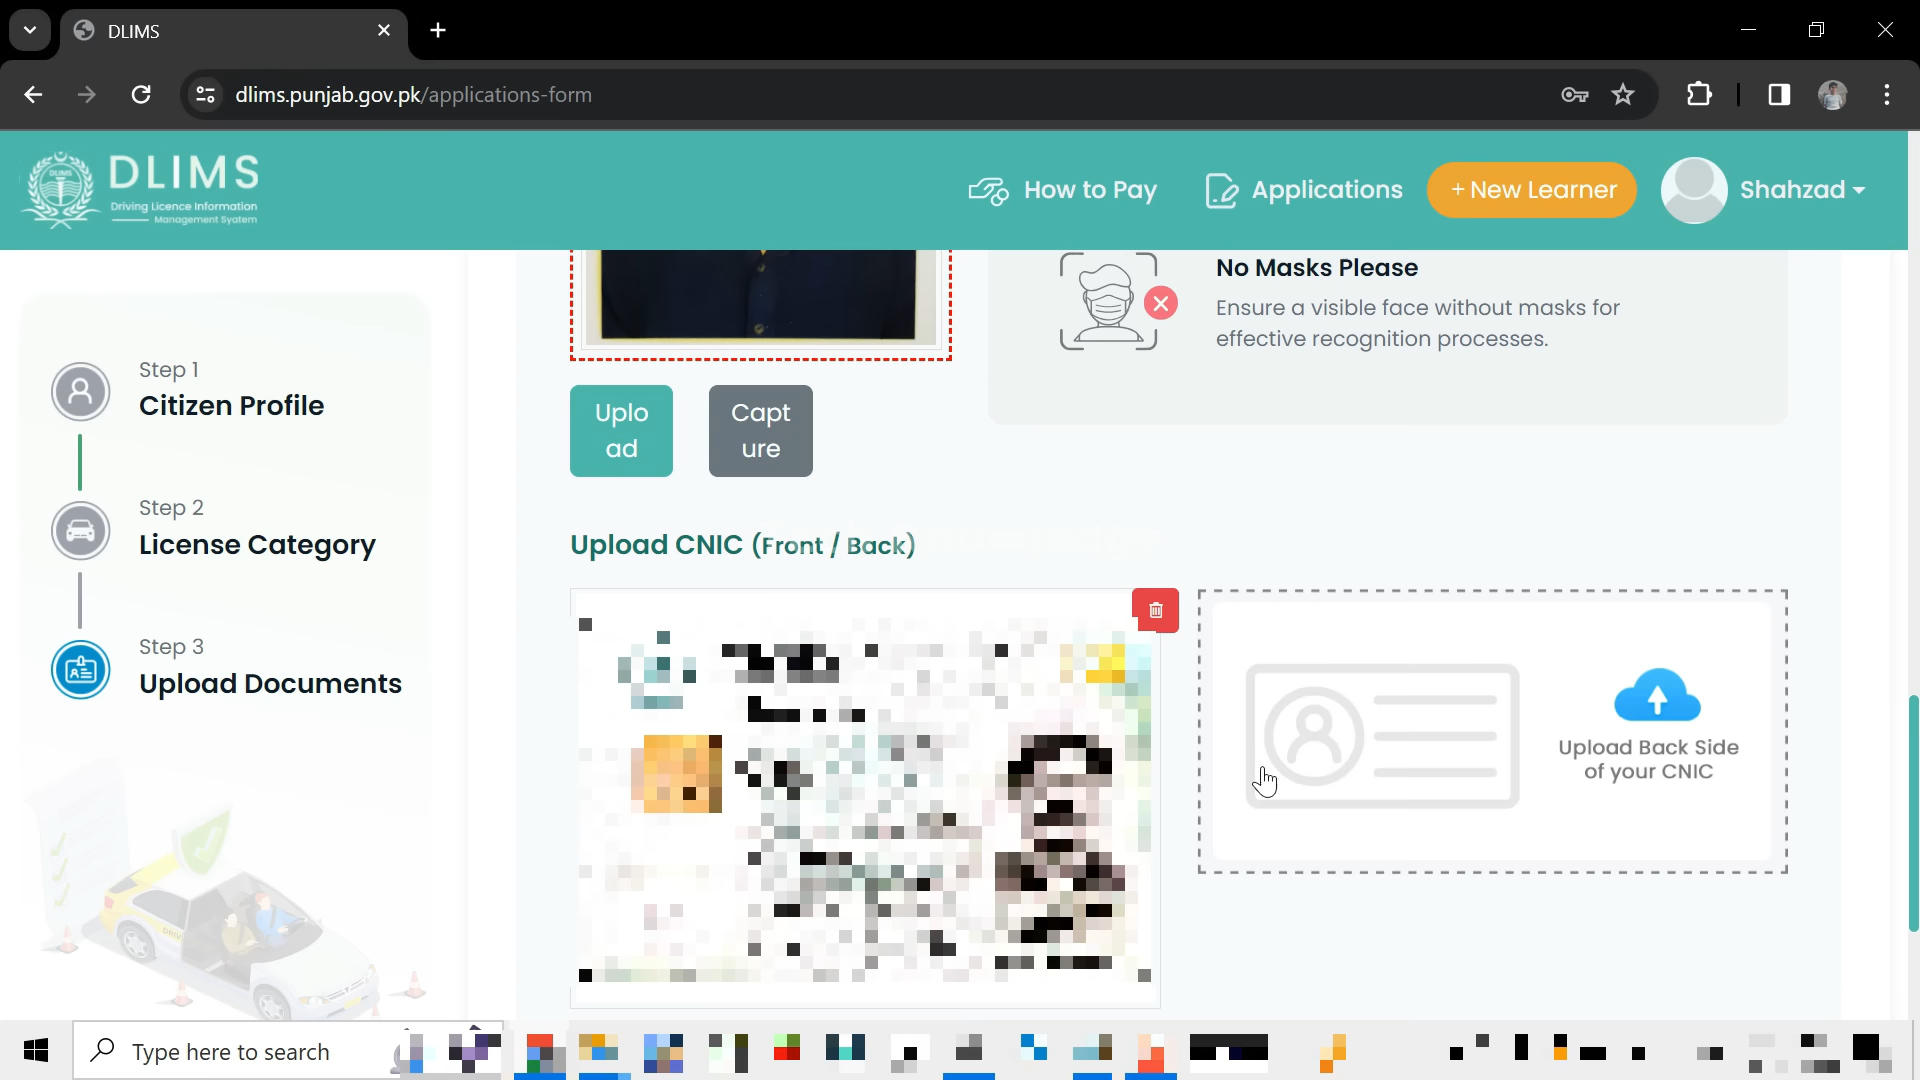 DLIMS
dlims.punjab.gov.pk/applications-form
DLIMS
DLIMS
Driving Licence Information
Management System
How to Pay
Applications
+ New Learner
Shahzad
No Masks Please
Ensure a visible face without masks for
effective recognition processes.
Step 1
Citizen Profile
Uplo
ad
Capt
ure
Step 2
License Category
Upload CNIC (Front / Back)
Step 3
Upload Documents
Upload Back Side
of your CNIC
Type here to search